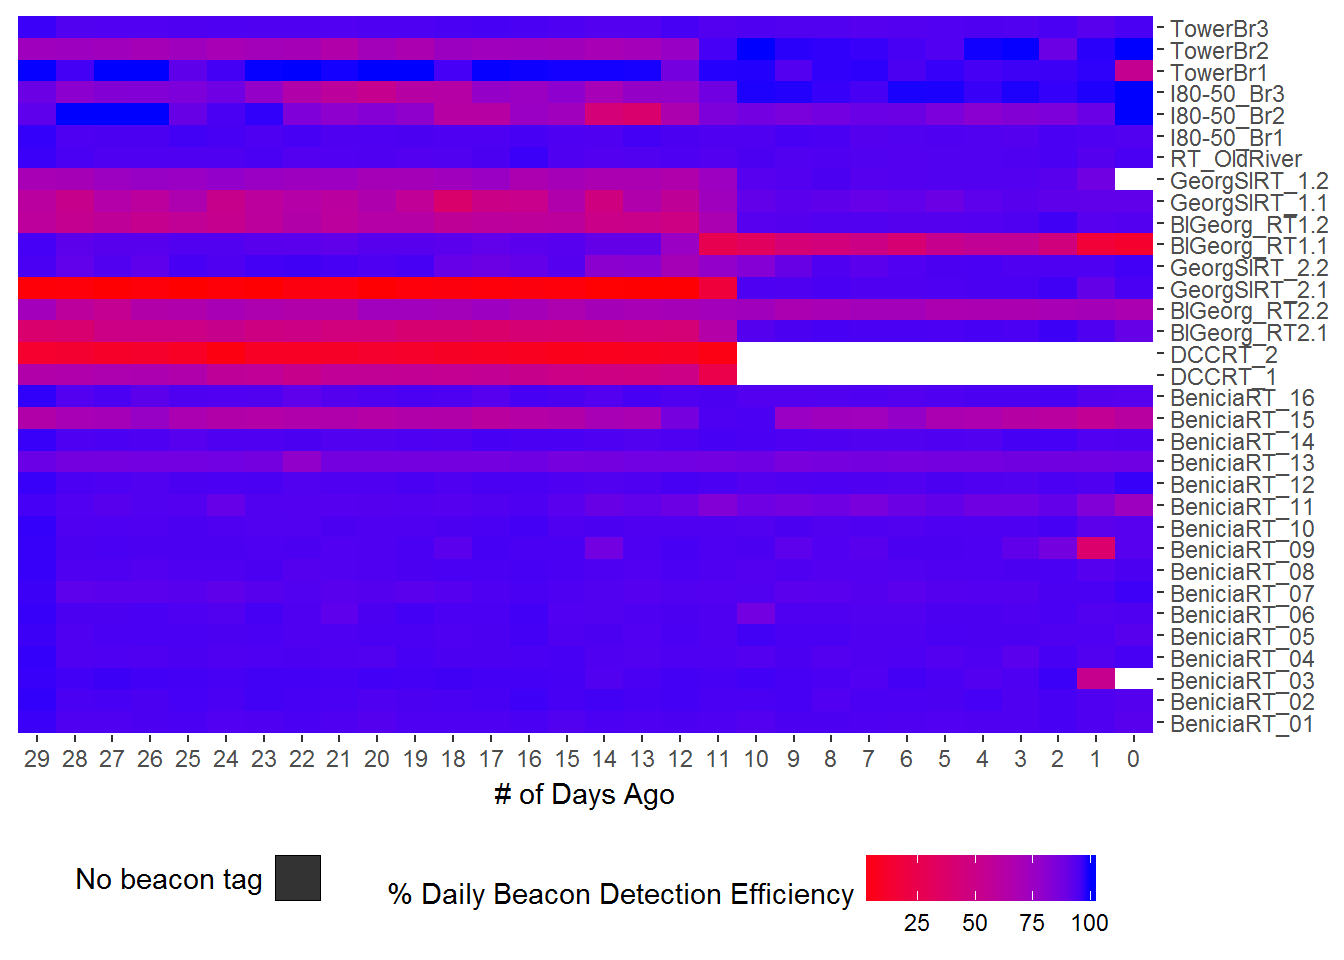 TowerBr3
TowerBr2
TowerBr1
I80-50_Br3
I80-50_Br2
I80-50_Br1
RT_OldRiver
GeorgSlRT_1.2
GeorgSlRT_1.1
BlGeorg_RT1.2
BlGeorg_RT1.1
GeorgSlRT_2.2
GeorgSlRT_2.1
BlGeorg_RT2.2
BlGeorg_RT2.1
DCCRT_2
DCCRT_1
BeniciaRT_16
BeniciaRT_15
BeniciaRT_14
BeniciaRT_13
BeniciaRT_12
BeniciaRT_11
BeniciaRT_10
BeniciaRT_09
BeniciaRT_08
BeniciaRT_07
BeniciaRT_06
BeniciaRT_05
BeniciaRT_04
BeniciaRT_03
BeniciaRT_02
BeniciaRT_01
29 28 27 26 25 24 23 22 21 20 19 18 17 16 15 14 13 12 11 10 9 8 7 6 5 4 3 2 1 0
# of Days Ago
No beacon tag
% Daily Beacon Detection Efficiency
25 50 75 100